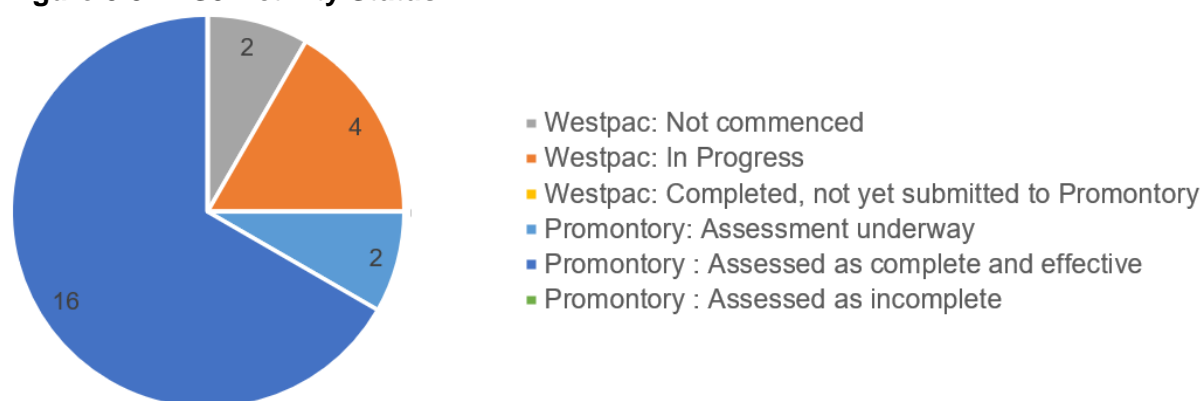 2
4
2
16
Westpac: Not commenced
Westpac: In Progress
Westpac: Completed, not yet submitted to Promontory
Promontory: Assessment underway
Promontory : Assessed as complete and effective
Promontory : Assessed as incomplete